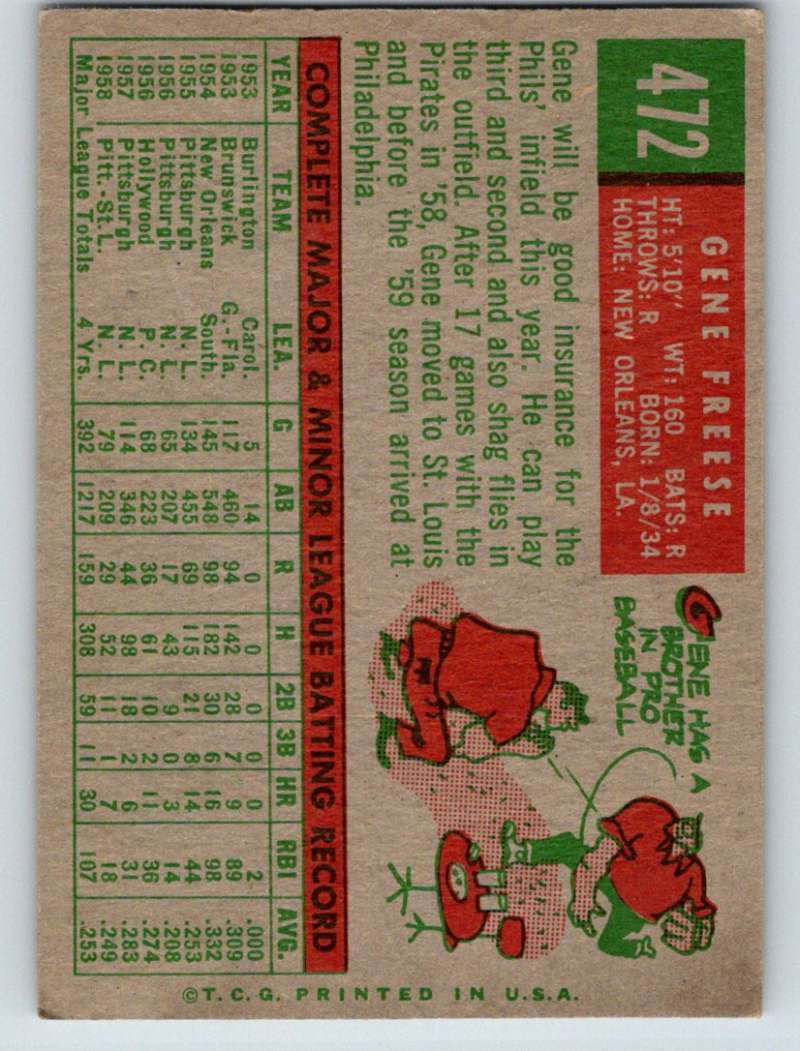 472
GENE FREESE
HT: 5'10" WT: 160 BATS: R
THROWS: R BORN: 1/8/34
HOME: NEW ORLEANS, LA.
Gene will be good insurance for the
Phils' infield this year. He can play
third and second and also shag flies in
the outfield. After 17 games with the
Pirates in '58, Gene moved to St. Louis
and before the '59 season arrived at
Philadelphia.
GENE HAS A
BROTHER
IN PRO
BASEBALL
COMPLETE MAJOR & MINOR LEAGUE BATTING RECORD
YEAR TEAM LEA. G AB R H 2B 3B HR RBI AVG.
1953 Burlington Carol. 5 14 0 0 0 0 0 2 .000
1953 Brunswick G.-Fla. 117 460 94 142 28 7 9 89 .309
1954 New Orleans South. 145 548 98 182 30 6 16 98 .332
1955 Pittsburgh N. L. 134 455 69 115 21 8 14 44 .253
1956 Pittsburgh N. L. 65 207 17 43 9 0 3 14 .208
1956 Hollywood P. C. 68 223 36 61 10 2 11 36 .274
1957 Pittsburgh N. L. 114 346 44 98 18 2 6 31 .283
1958 Pitt.-St. L. N. L. 79 209 29 52 11 1 7 18 .249
Major League Totals 4 Yrs. 392 1217 159 308 59 11 30 107 .253
©T.C.G. PRINTED IN U.S.A.